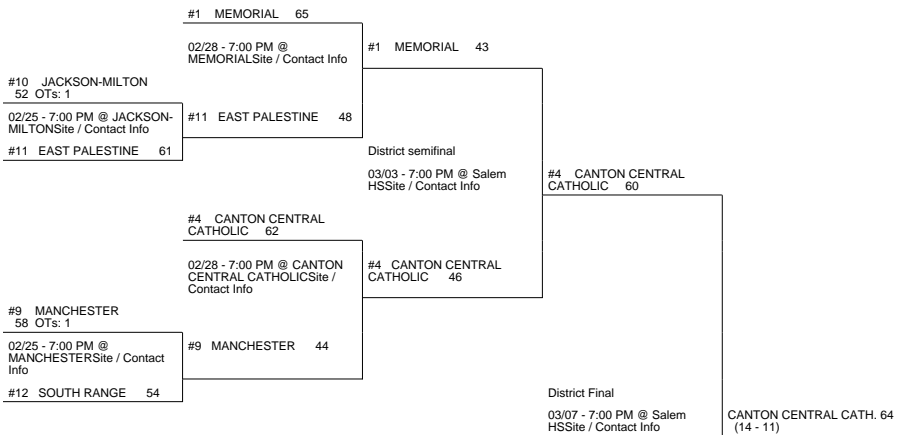 #1 MEMORIAL 65
02/28 - 7:00 PM @
MEMORIALSite / Contact Info
#1 MEMORIAL 43
#10 JACKSON-MILTON
52 OTs: 1
02/25 - 7:00 PM @ JACKSON-
MILTONSite / Contact Info
#11 EAST PALESTINE 48
#11 EAST PALESTINE 61
District semifinal
03/03 - 7:00 PM @ Salem
HSSite / Contact Info
#4 CANTON CENTRAL
CATHOLIC 60
#4 CANTON CENTRAL
CATHOLIC 62
02/28 - 7:00 PM @ CANTON
CENTRAL CATHOLICSite /
Contact Info
#4 CANTON CENTRAL
CATHOLIC 46
#9 MANCHESTER
58 OTs: 1
02/25 - 7:00 PM @
MANCHESTERSite / Contact
Info
#9 MANCHESTER 44
#12 SOUTH RANGE 54
District Final
03/07 - 7:00 PM @ Salem
HSSite / Contact Info
CANTON CENTRAL CATH. 64
(14 - 11)